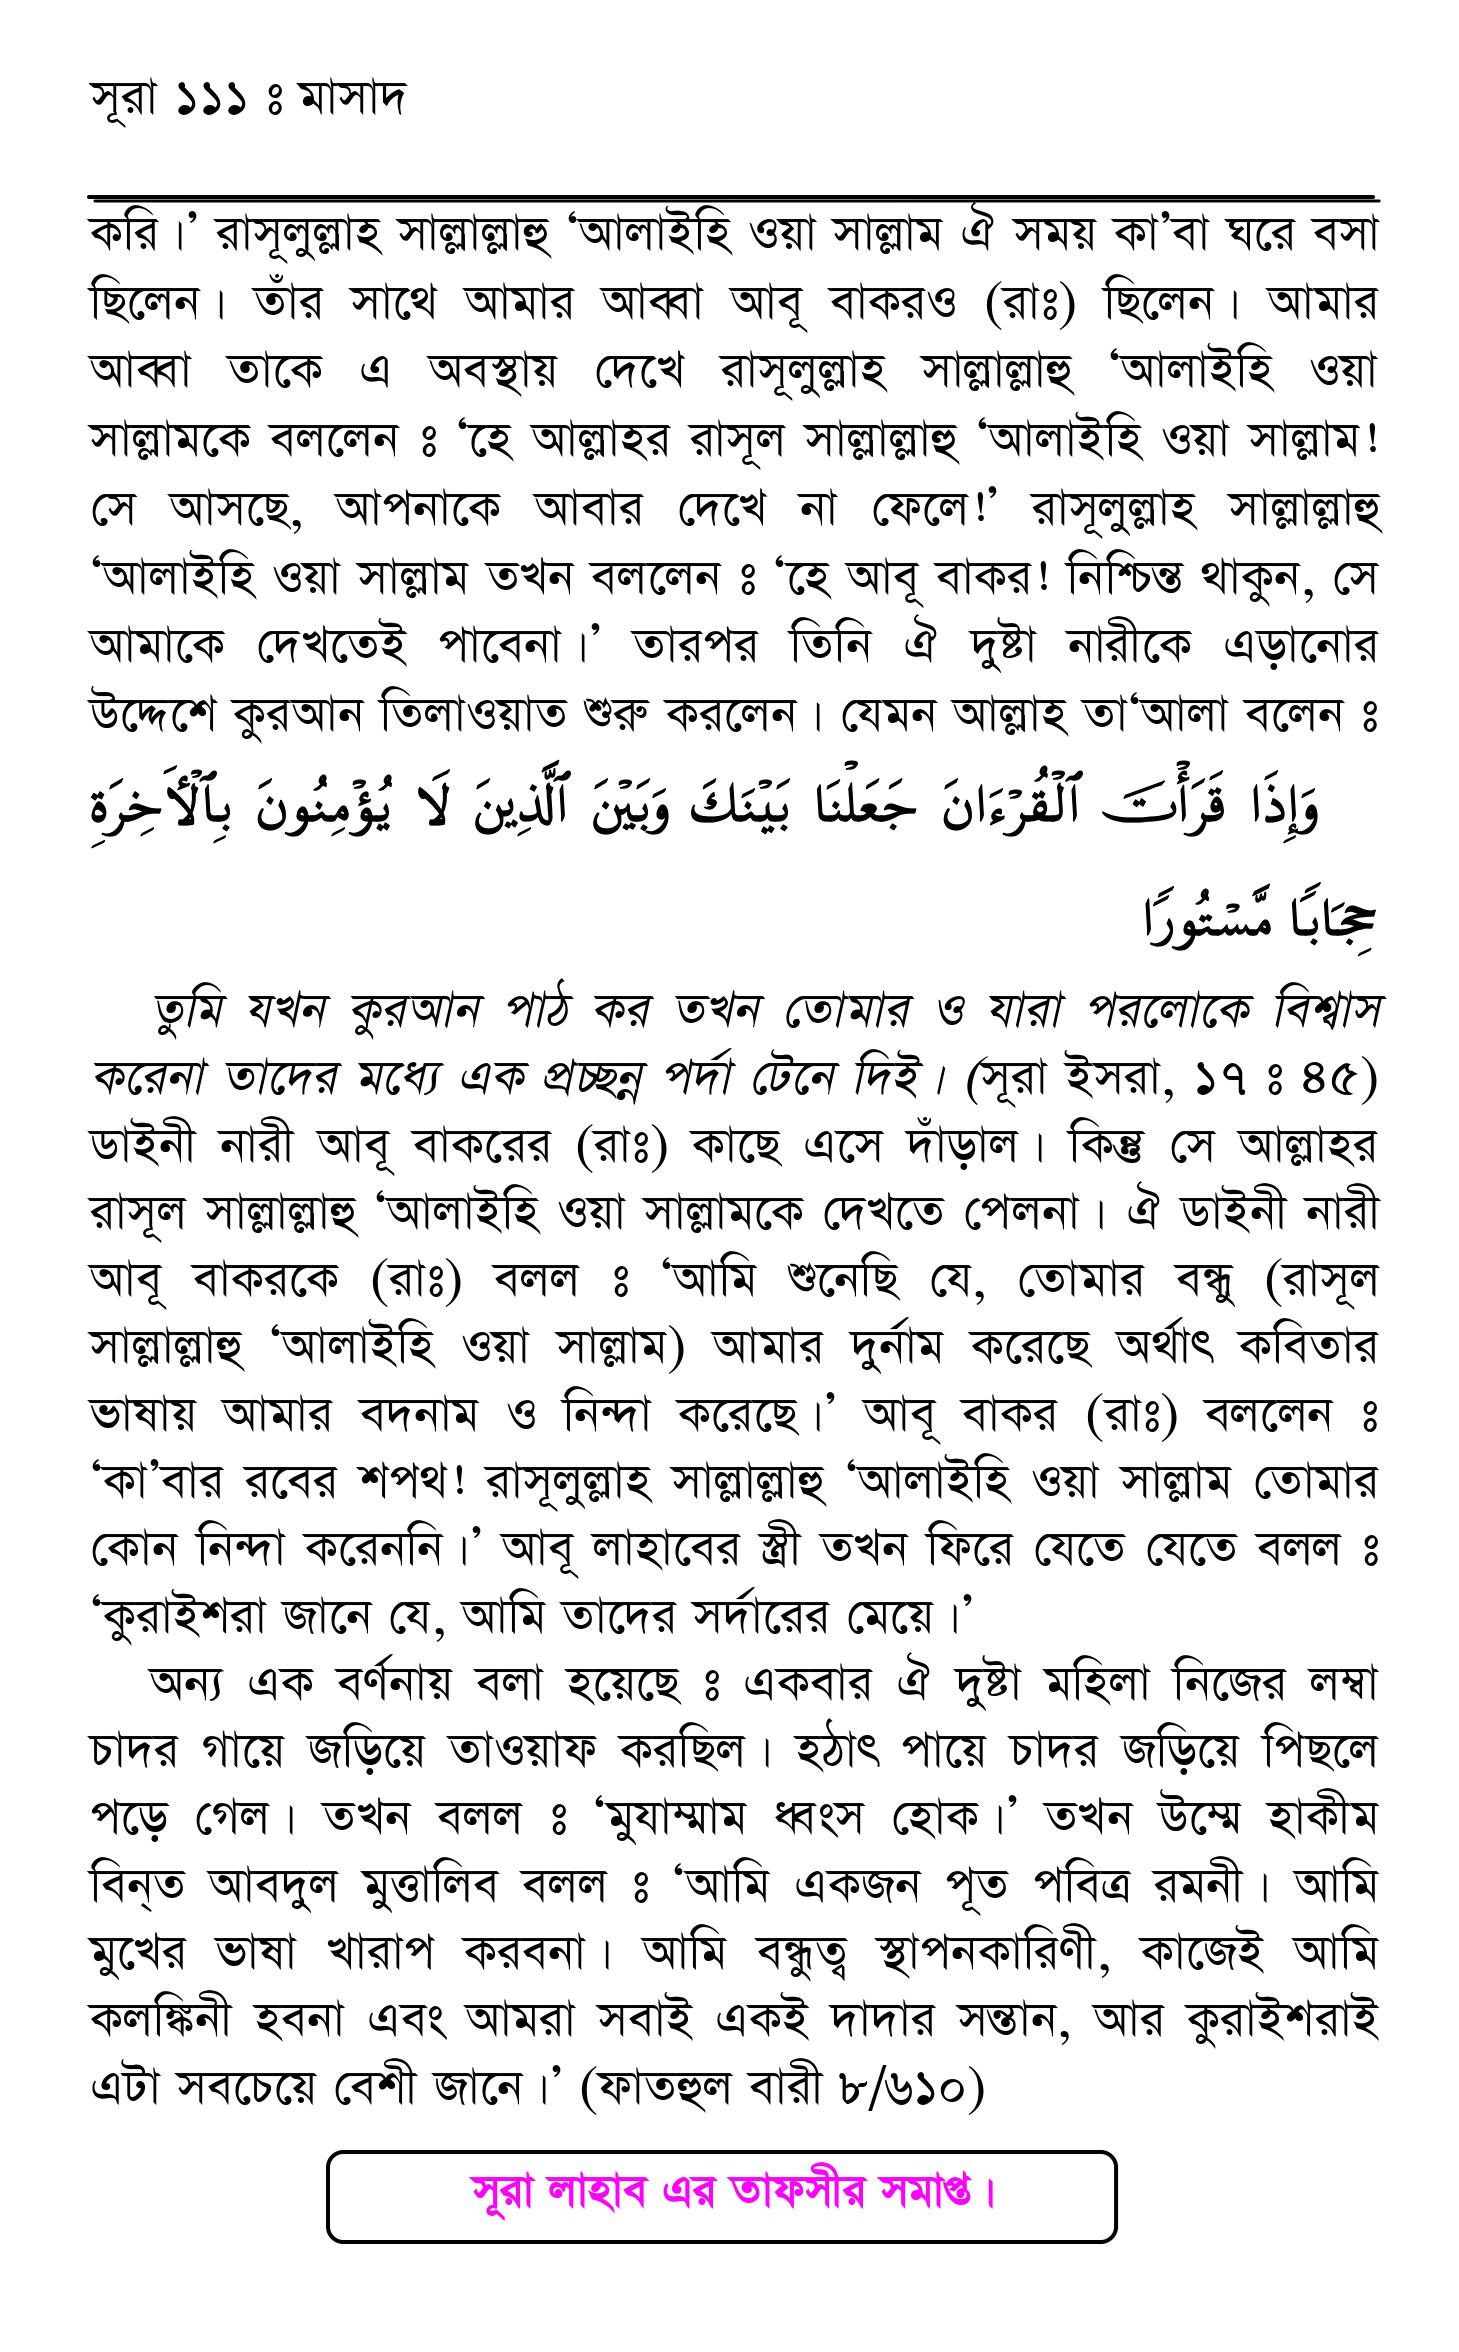 সূরা ১১১ ঃ মাসাদ
করি।’ রাসূলুল্লাহ সাল্লাল্লাহু ‘আলাইহি ওয়া সাল্লাম ঐ সময় কা’বা ঘরে বসা
ছিলেন। তাঁর সাথে আমার আব্বা আবূ বাকরও (রাঃ) ছিলেন। আমার
আব্বা তাকে এ অবস্থায় দেখে রাসূলুল্লাহ সাল্লাল্লাহু ‘আলাইহি ওয়া
সাল্লামকে বললেন ঃ ‘হে আল্লাহর রাসূল সাল্লাল্লাহু ‘আলাইহি ওয়া সাল্লাম!
সে আসছে, আপনাকে আবার দেখে না ফেলে!’ রাসূলুল্লাহ সাল্লাল্লাহু
‘আলাইহি ওয়া সাল্লাম তখন বললেন ঃ ‘হে আবূ বাকর! নিশ্চিন্ত থাকুন, সে
আমাকে দেখতেই পাবেনা।’ তারপর তিনি ঐ দুষ্টা নারীকে এড়ানোর
উদ্দেশে কুরআন তিলাওয়াত শুরু করলেন। যেমন আল্লাহ তা‘আলা বলেন ঃ
وَإِذَا قَرَأْتَ ٱلْقُرْءَانَ جَعَلْنَا بَيْنَكَ وَبَيْنَ ٱلَّذِينَ لَا يُؤْمِنُونَ بِٱلْأَخِرَةِ
حِجَابًا مَّسْتُورًا
তুমি যখন কুরআন পাঠ কর তখন তোমার ও যারা পরলোকে বিশ্বাস
করেনা তাদের মধ্যে এক প্রচ্ছন্ন পর্দা টেনে দিই। (সূরা ইসরা, ১৭ ঃ ৪৫)
ডাইনী নারী আবূ বাকরের (রাঃ) কাছে এসে দাঁড়াল। কিন্তু সে আল্লাহর
রাসূল সাল্লাল্লাহু ‘আলাইহি ওয়া সাল্লামকে দেখতে পেলনা। ঐ ডাইনী নারী
আবূ বাকরকে (রাঃ) বলল ঃ ‘আমি শুনেছি যে, তোমার বন্ধু (রাসূল
সাল্লাল্লাহু ‘আলাইহি ওয়া সাল্লাম) আমার দুর্নাম করেছে অর্থাৎ কবিতার
ভাষায় আমার বদনাম ও নিন্দা করেছে।’ আবূ বাকর (রাঃ) বললেন ঃ
‘কা’বার রবের শপথ! রাসূলুল্লাহ সাল্লাল্লাহু ‘আলাইহি ওয়া সাল্লাম তোমার
কোন নিন্দা করেননি।’ আবূ লাহাবের স্ত্রী তখন ফিরে যেতে যেতে বলল ঃ
‘কুরাইশরা জানে যে, আমি তাদের সর্দারের মেয়ে।’
অন্য এক বর্ণনায় বলা হয়েছে ঃ একবার ঐ দুষ্টা মহিলা নিজের লম্বা
চাদর গায়ে জড়িয়ে তাওয়াফ করছিল। হঠাৎ পায়ে চাদর জড়িয়ে পিছলে
পড়ে গেল। তখন বলল ঃ ‘মুযাম্মাম ধ্বংস হোক।’ তখন উম্মে হাকীম
বিন্‌ত আবদুল মুত্তালিব বলল ঃ ‘আমি একজন পূত পবিত্র রমনী। আমি
মুখের ভাষা খারাপ করবনা। আমি বন্ধুত্ব স্থাপনকারিণী, কাজেই আমি
কলঙ্কিনী হবনা এবং আমরা সবাই একই দাদার সন্তান, আর কুরাইশরাই
এটা সবচেয়ে বেশী জানে।’ (ফাতহুল বারী ৮/৬১০)
সূরা লাহাব এর তাফসীর সমাপ্ত।